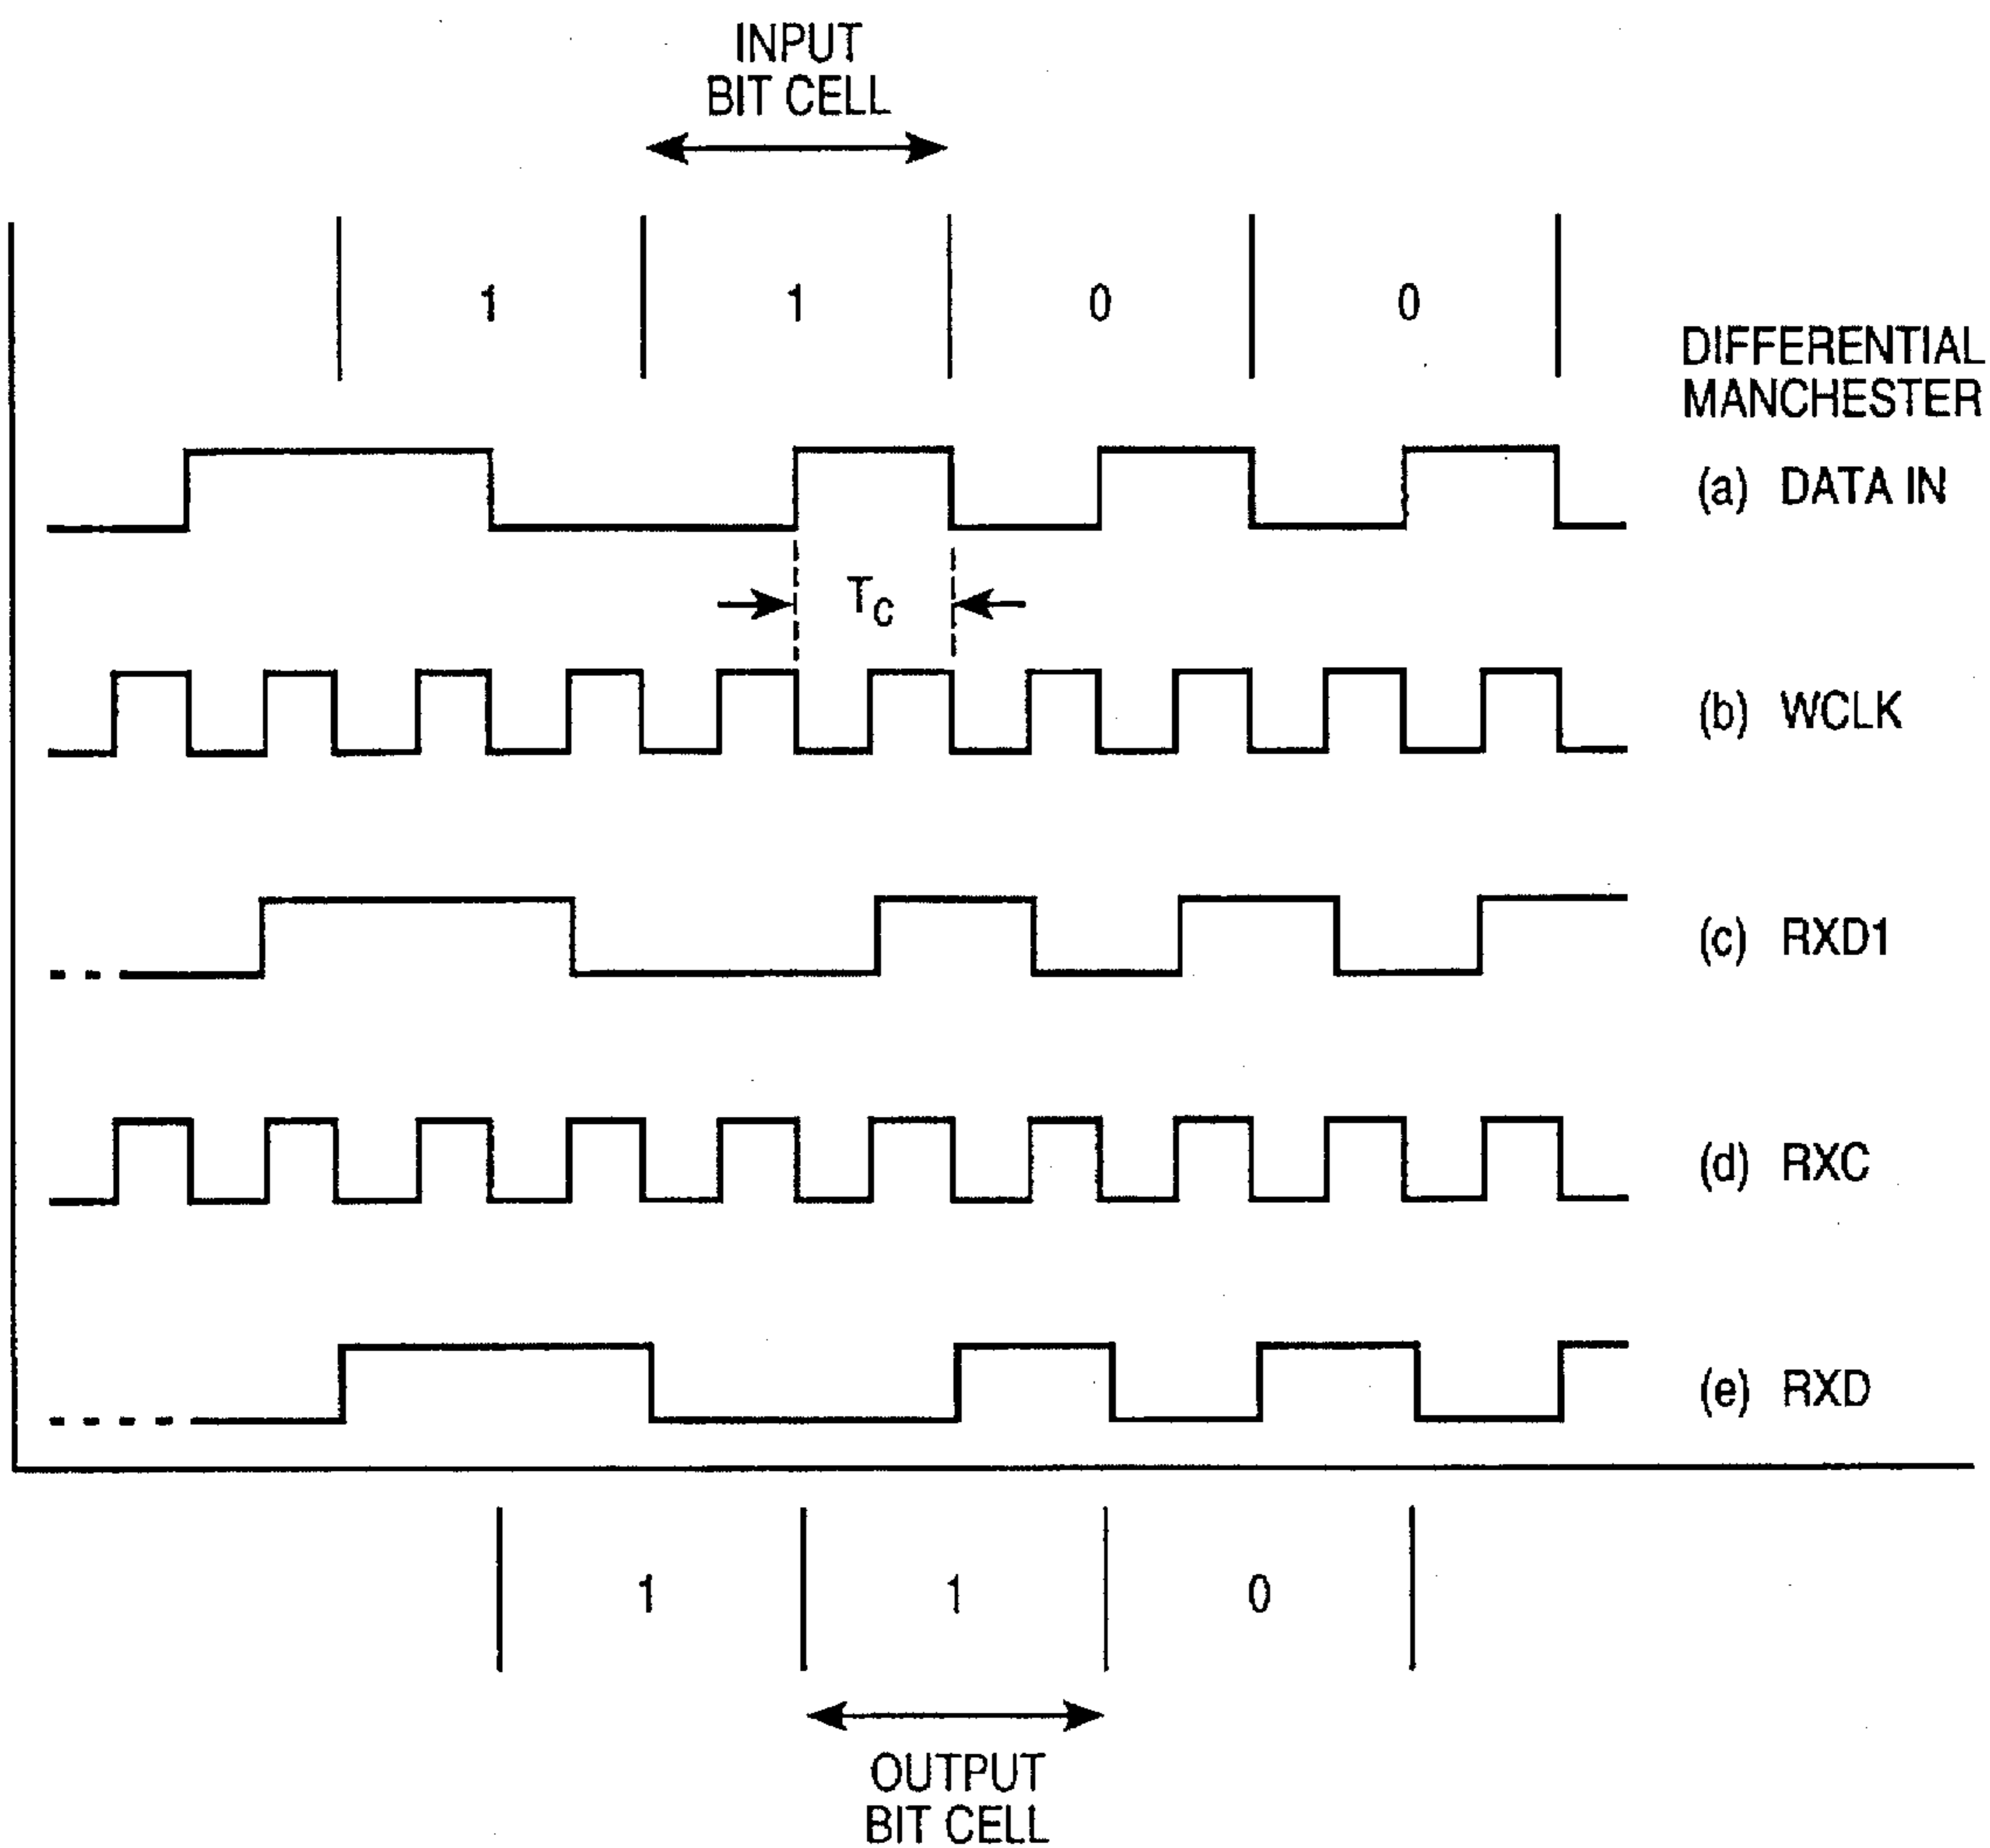 INPUT
BIT CELL
1 1 0 0
DIFFERENTIAL
MANCHESTER
(a) DATA IN
TC
(b) WCLK
(c) RXD1
(d) RXC
(e) RXD
1 1 0
OUTPUT
BIT CELL